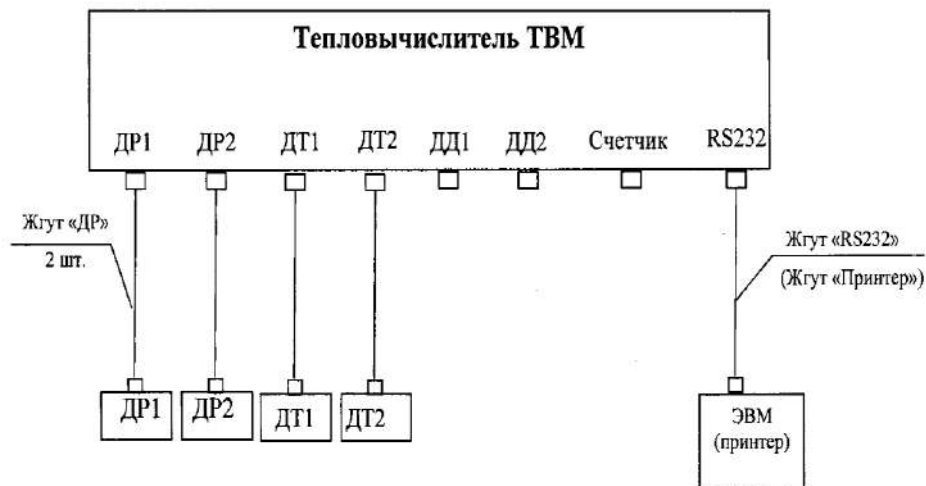 Тепловычислитель ТВМ
ДР1 ДР2 ДТ1 ДТ2 ДД1 ДД2 Счетчик RS232
Жгут «ДР»
2 шт.
Жгут «RS232»
(Жгут «Принтер»)
ДР1 ДР2 ДТ1 ДТ2
ЭВМ
(принтер)